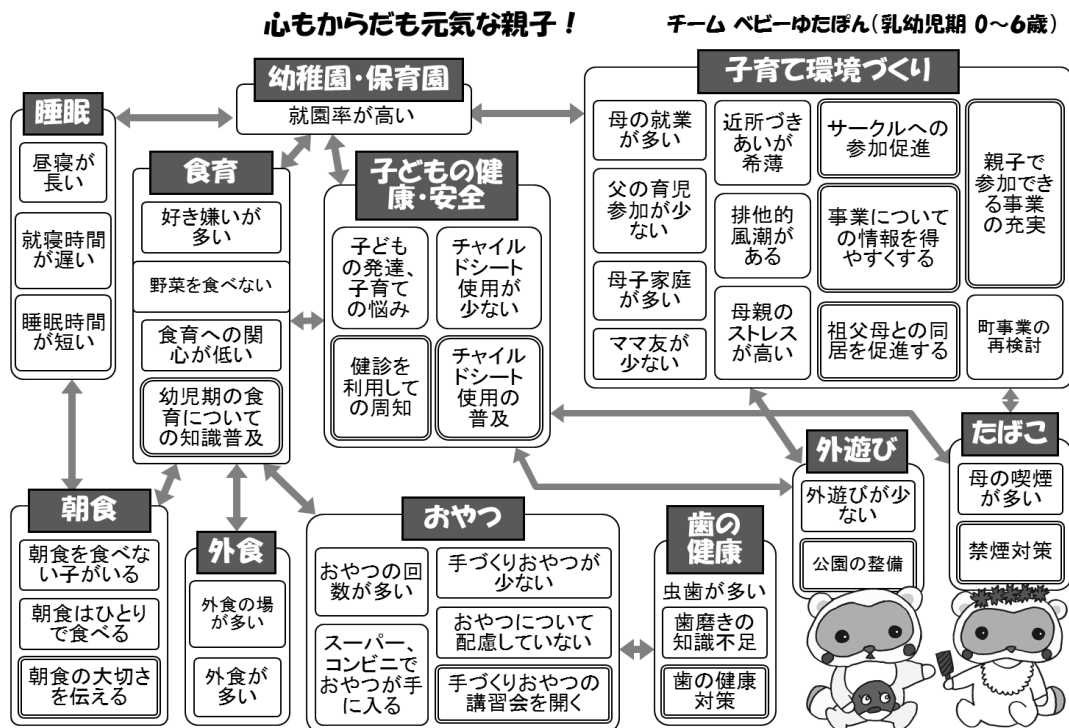 心もからだも元気な親子！
チーム ベビーゆたぽん(乳幼児期 0～6歳)
睡眠
昼寝が
長い
就寝時間
が遅い
睡眠時間
が短い
幼稚園・保育園
就園率が高い
食育
好き嫌いが
多い
野菜を食べない
食育への関
心が低い
幼児期の食
育について
の知識普及
子どもの健
康・安全
子ども
の発達、
子育て
の悩み
チャイル
ドシート
使用が
少ない
健診を
利用して
の周知
チャイル
ドシート
使用の
普及
子育て環境づくり
母の就業
が多い
父の育児
参加が少
ない
母子家庭
が多い
ママ友が
少ない
近所づき
あいが
希薄
排他的
風潮が
ある
母親の
ストレス
が高い
サークルへの
参加促進
事業について
の情報を得
やすくする
祖父母との同
居を促進する
親子で
参加でき
る事業
の充実
町事業の
再検討
朝食
朝食を食べな
い子がいる
朝食はひとり
で食べる
朝食の大切さ
を伝える
外食
外食の場
が多い
外食が
多い
おやつ
おやつの回
数が多い
スーパー、
コンビニで
おやつが手
に入る
手づくりおやつが
少ない
おやつについて
配慮していない
手づくりおやつの
講習会を開く
歯の
健康
虫歯が多い
歯磨きの
知識不足
歯の健康
対策
外遊び
外遊びが少
ない
公園の整備
たばこ
母の喫煙
が多い
禁煙対策